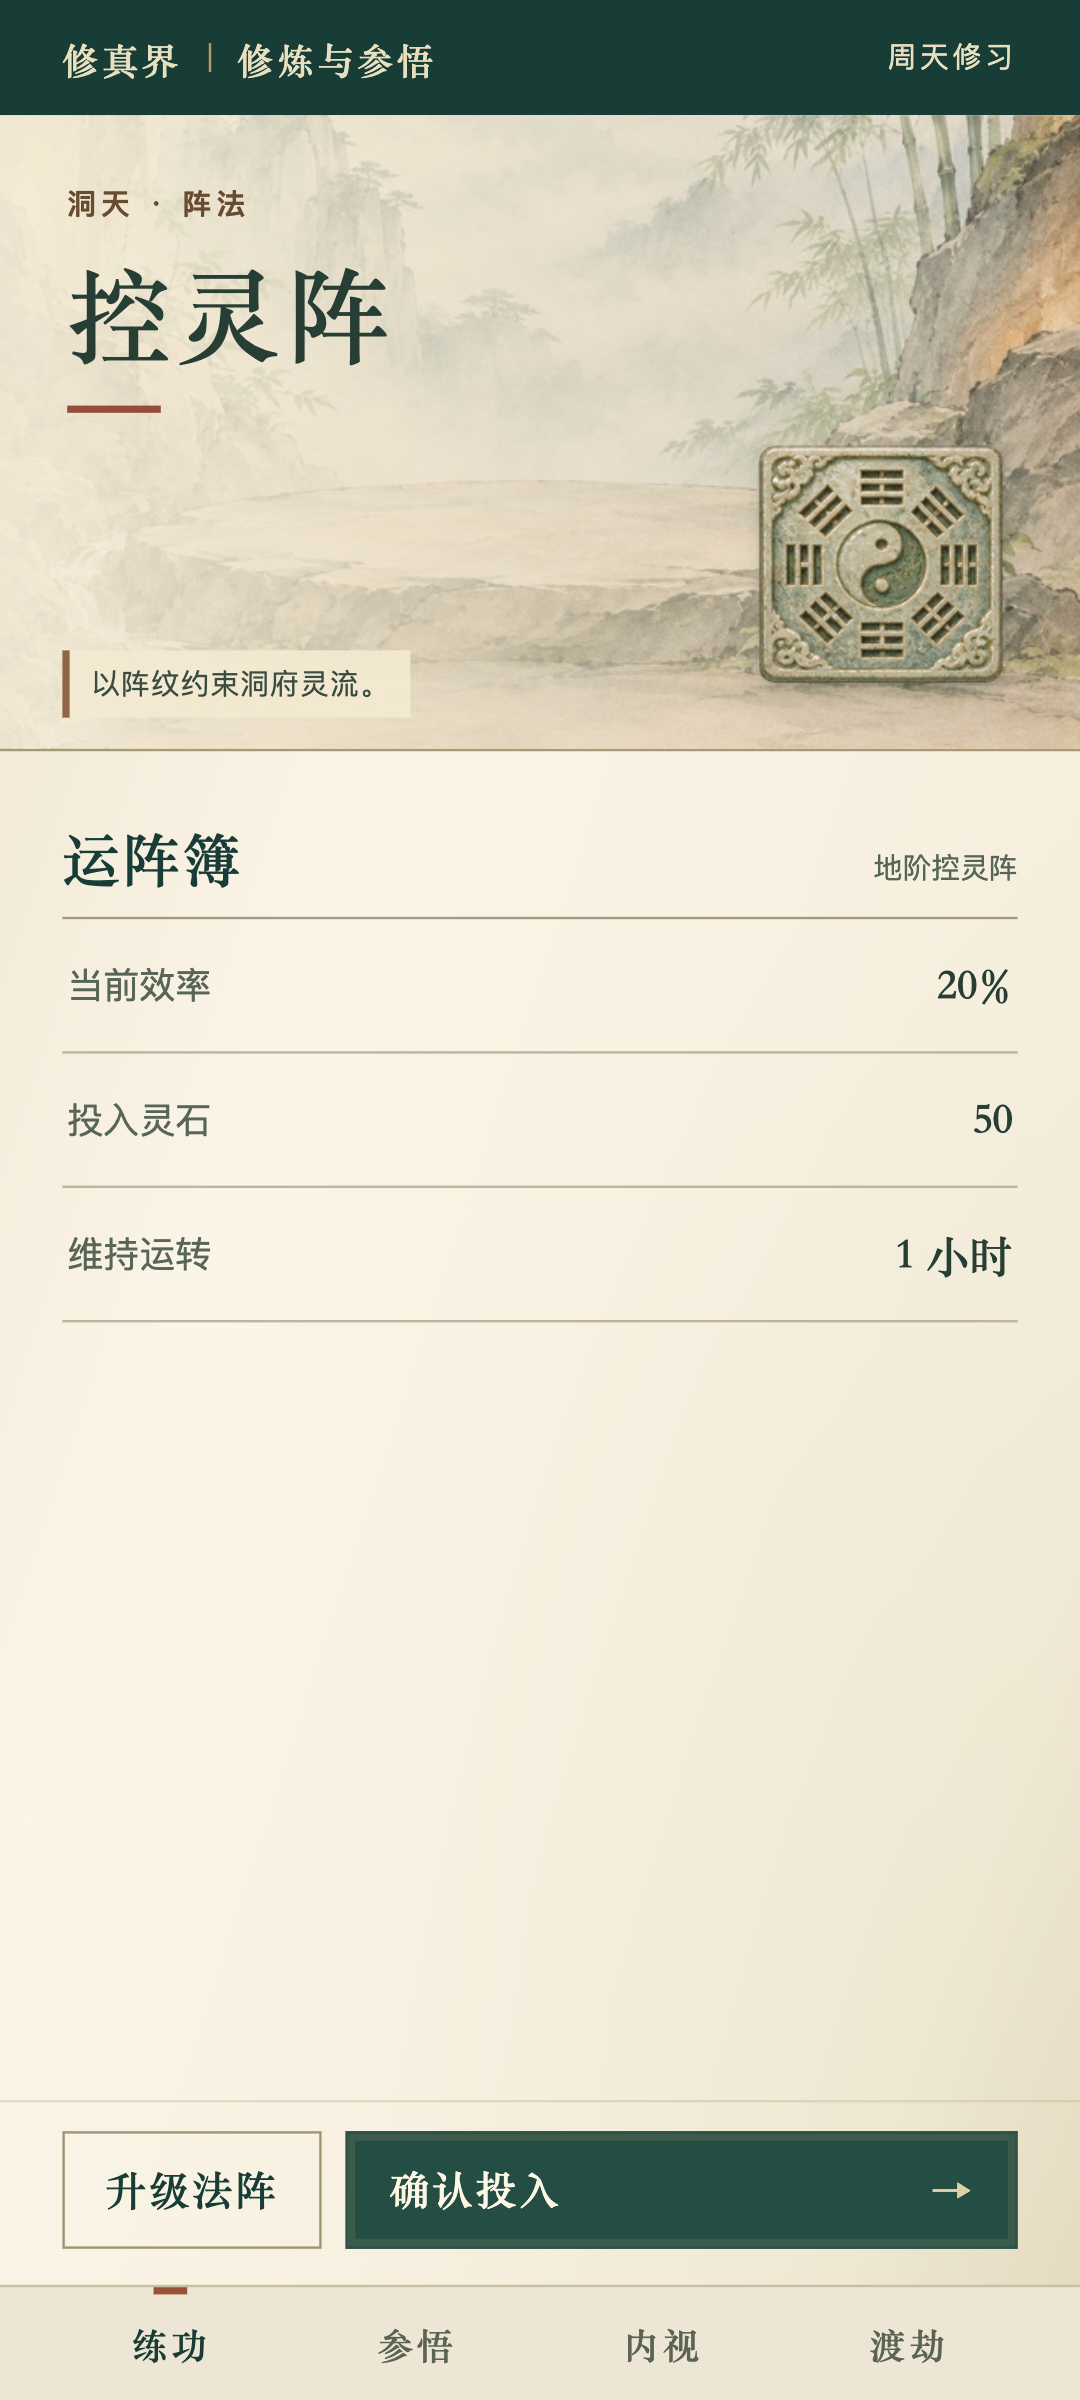 修真界 | 修炼与参悟 周天修习
洞天 · 阵法
控灵阵
以阵纹约束洞府灵流。
运阵簿 地阶控灵阵
当前效率 20%
投入灵石 50
维持运转 1 小时
升级法阵 确认投入 →
练功 参悟 内视 渡劫